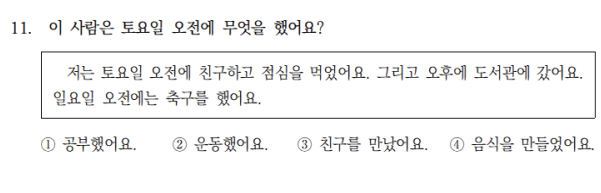 11. 이 사람은 토요일 오전에 무엇을 했어요?
저는 토요일 오전에 친구하고 점심을 먹었어요. 그리고 오후에 도서관에 갔어요.
일요일 오전에는 축구를 했어요.
① 공부했어요. ② 운동했어요. ③ 친구를 만났어요. ④ 음식을 만들었어요.